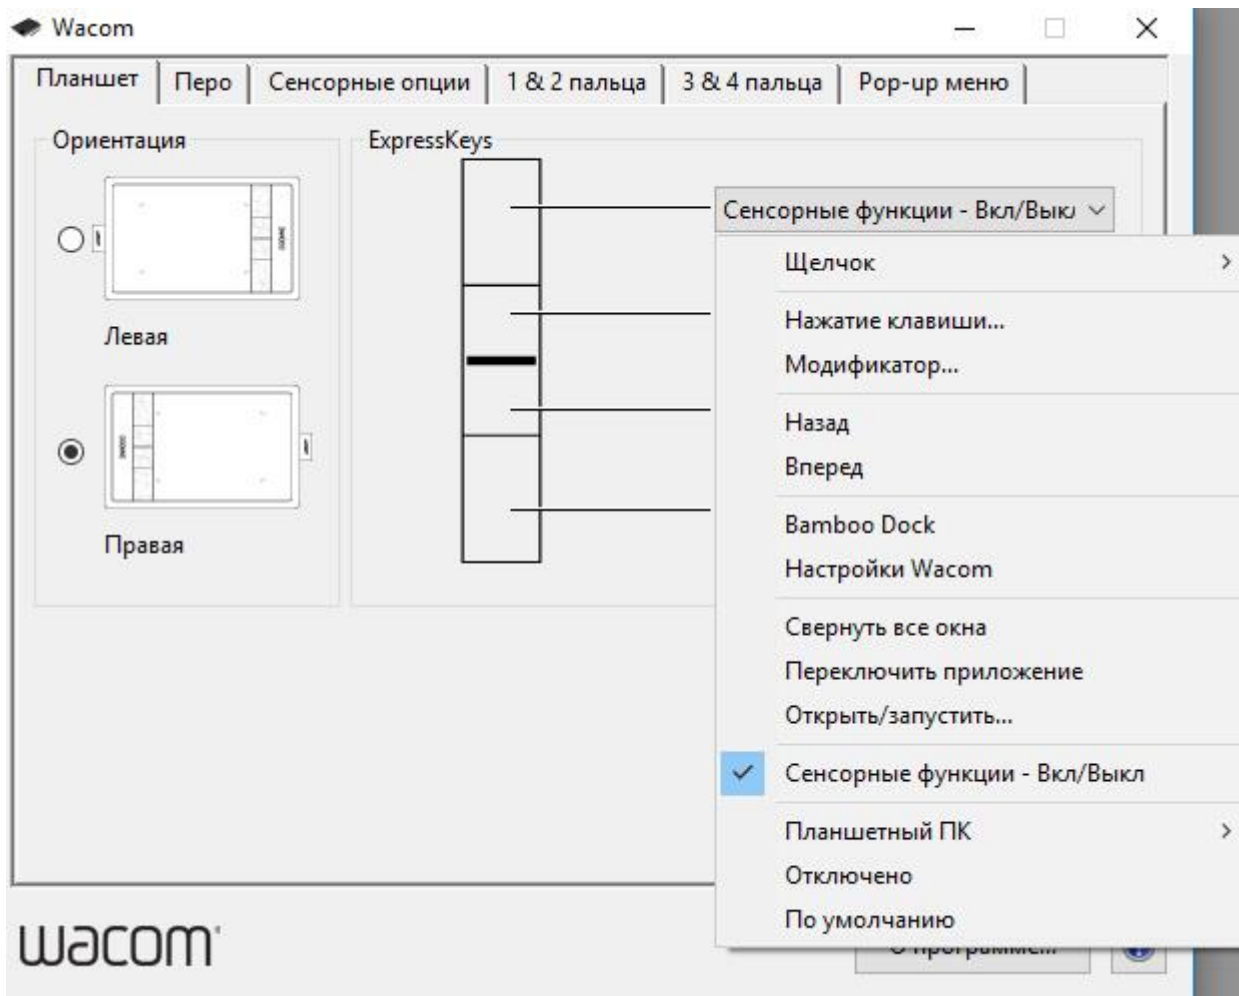 Wacom
Планшет Перо Сенсорные опции 1 & 2 пальца 3 & 4 пальца Pop-up меню
Ориентация
ExpressKeys
Левая
Правая
Сенсорные функции - Вкл/Вык
Щелчок
Нажатие клавиши...
Модификатор...
Назад
Вперед
Bamboo Dock
Настройки Wacom
Свернуть все окна
Переключить приложение
Открыть/запустить...
Сенсорные функции - Вкл/Выкл
Планшетный ПК
Отключено
По умолчанию
wacom
О программе...